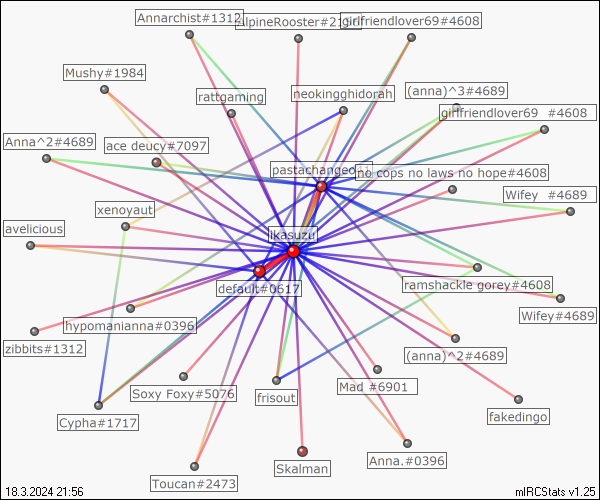 Annarchist#1312
girlfriendlover69#4608
Mushy#1984
rattgaming
neokingghidorah
(anna)^3#4689
girlfriendlover69 #4608
Anna^2#4689
ace deucy#7097
no cops no laws no hope#4608
Wifey #4689
xenoyaut
avelicious
ikasuzu
default#0617
ramshackle gorey#4608
Wifey#4689
hypomanianna#0396
zibbits#1312
(anna)^2#4689
Soxy Foxy#5076
frisout
Mad #6901
fakedingo
Cypha#1717
Anna.#0396
Skalman
Toucan#2473
18.3.2024 21:56
mIRCStats v1.25